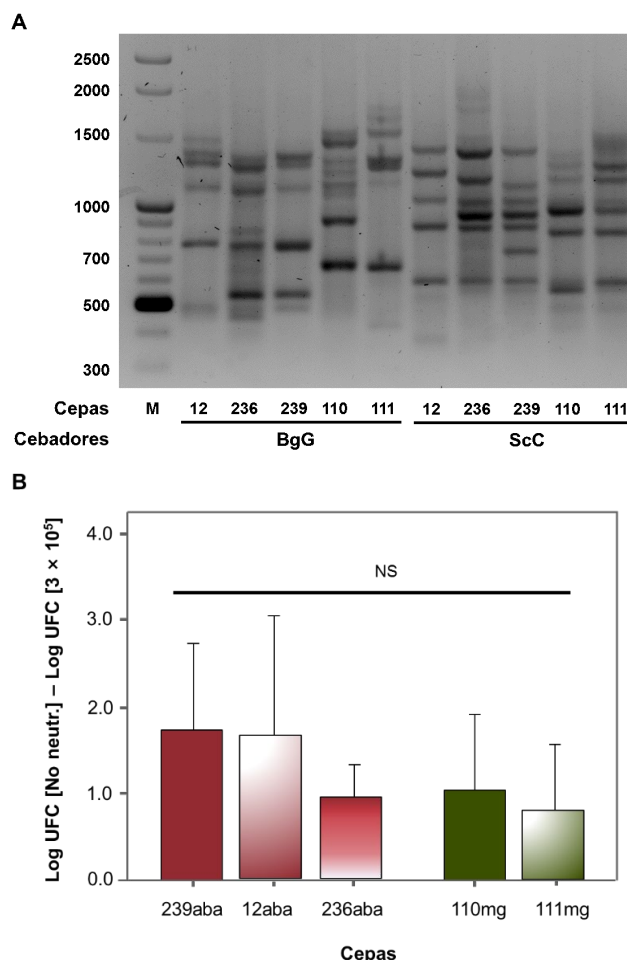 A
2500
2000
1500
1000
700
500
300
Cepas M 12 236 239 110 111 12 236 239 110 111
Cebadores BgG ScC
B
Log UFC [No neutr.] – Log UFC [3 × 10⁵]
4.0
NS
3.0
2.0
1.0
0.0
239aba 12aba 236aba 110mg 111mg
Cepas